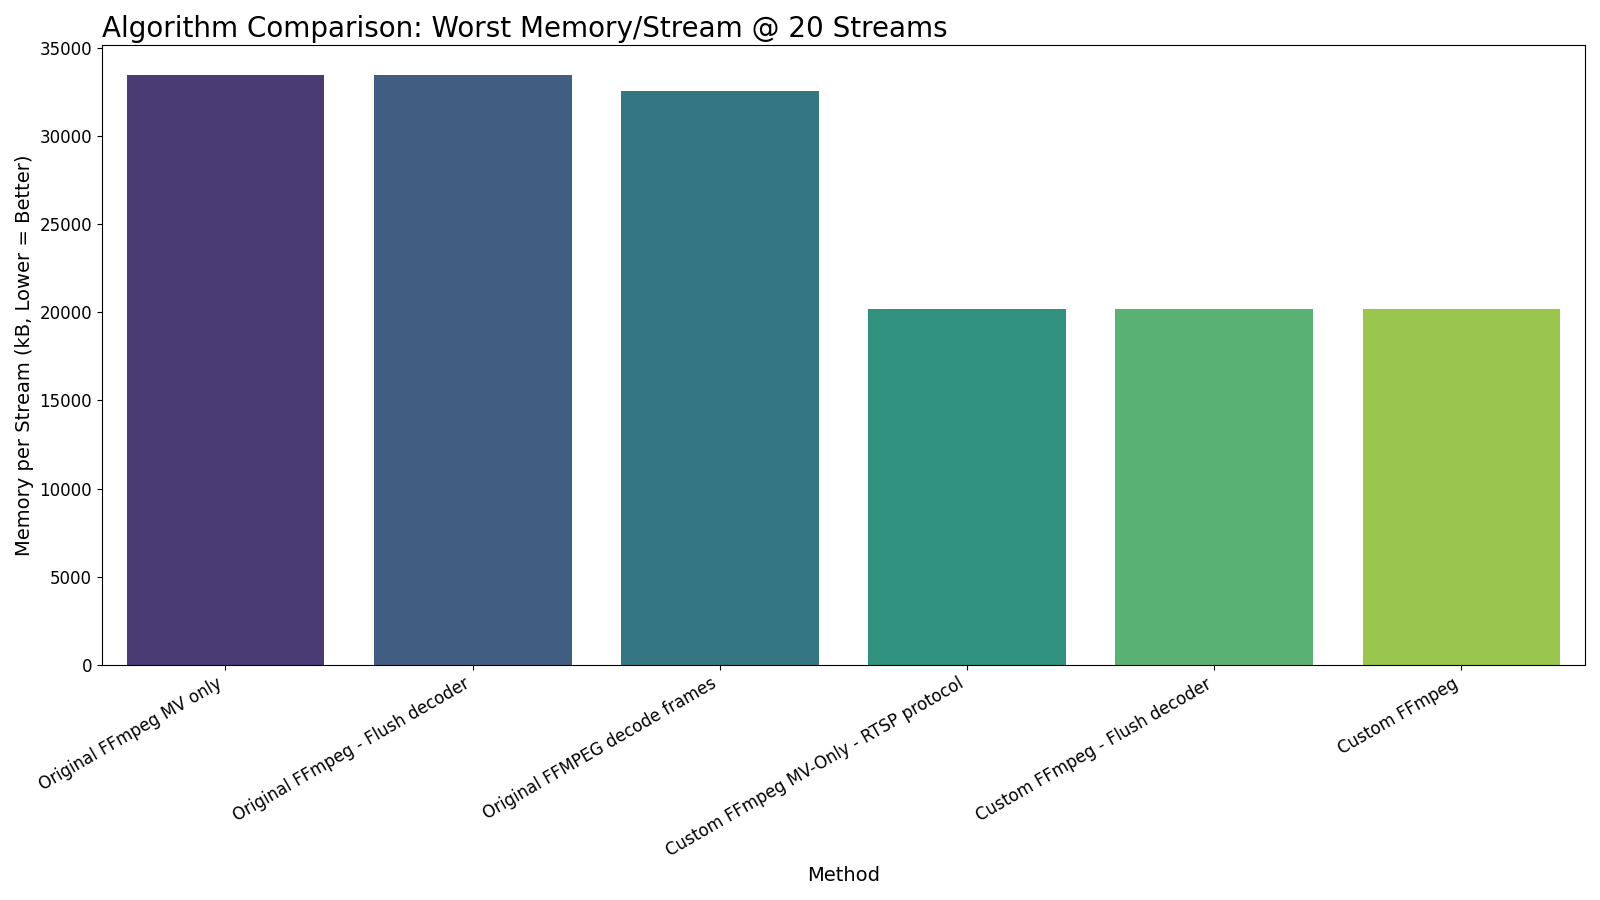 Algorithm Comparison: Worst Memory/Stream @ 20 Streams
Memory per Stream (kB, Lower = Better)
35000
30000
25000
20000
15000
10000
5000
0
Original FFmpeg MV only
Original FFmpeg - Flush decoder
Original FFMPEG decode frames
Custom FFmpeg MV-Only - RTSP protocol
Custom FFmpeg - Flush decoder
Custom FFmpeg
Method